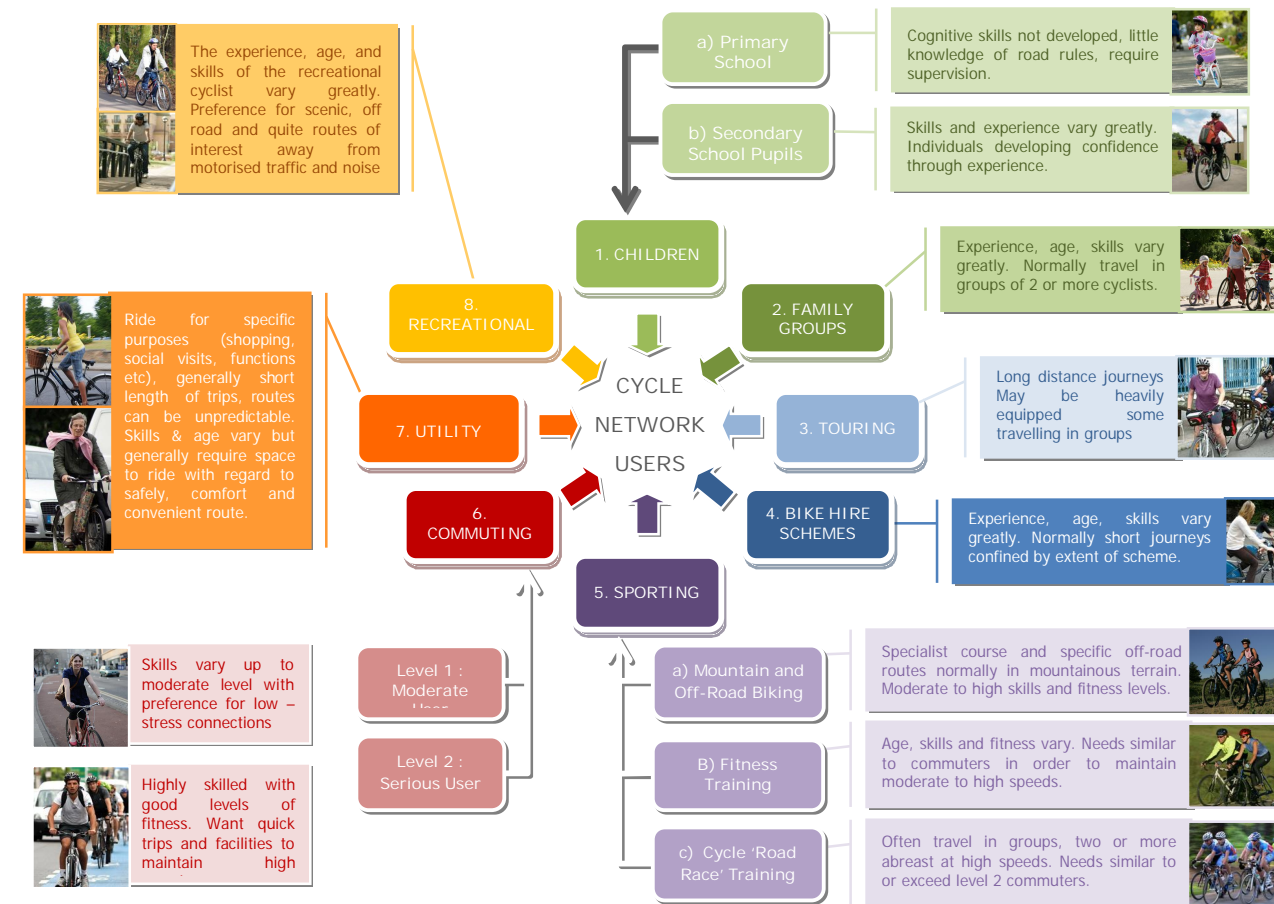 The experience, age, and
skills of the recreational
cyclist vary greatly.
Preference for scenic, off
road and quite routes of
interest away from
motorised traffic and noise
a) Primary
School
Cognitive skills not developed, little
knowledge of road rules, require
supervision.
b) Secondary
School Pupils
Skills and experience vary greatly.
Individuals developing confidence
through experience.
1. CHILDREN
Experience, age, skills vary
greatly. Normally travel in
groups of 2 or more cyclists.
8.
RECREATIONAL
2. FAMILY
GROUPS
Ride for specific
purposes (shopping,
social visits, functions
etc), generally short
length of trips, routes
can be unpredictable.
Skills & age vary but
generally require space
to ride with regard to
safely, comfort and
convenient route.
CYCLE
NETWORK
USERS
Long distance journeys
May be heavily
equipped some
travelling in groups
7. UTILITY
3. TOURING
6.
COMMUTING
4. BIKE HIRE
SCHEMES
Experience, age, skills vary
greatly. Normally short journeys
confined by extent of scheme.
5. SPORTING
Skills vary up to
moderate level with
preference for low –
stress connections
Level 1 :
Moderate
User
a) Mountain and
Off-Road Biking
Specialist course and specific off-road
routes normally in mountainous terrain.
Moderate to high skills and fitness levels.
Highly skilled with
good levels of
fitness. Want quick
trips and facilities to
maintain high
Level 2 :
Serious User
B) Fitness
Training
Age, skills and fitness vary. Needs similar
to commuters in order to maintain
moderate to high speeds.
c) Cycle ‘Road
Race’ Training
Often travel in groups, two or more
abreast at high speeds. Needs similar to
or exceed level 2 commuters.